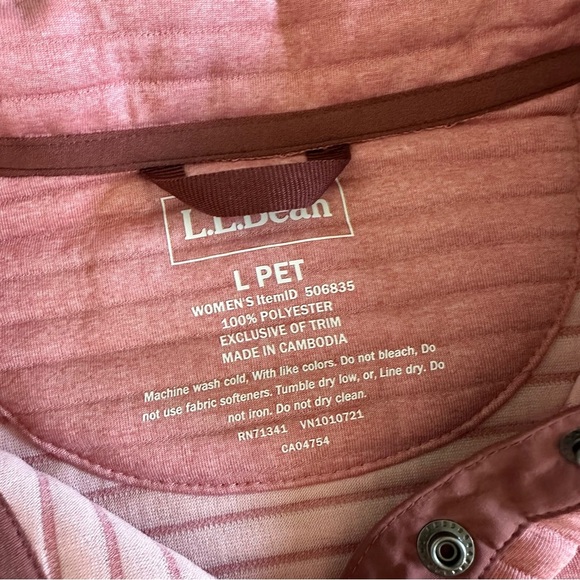 L.L.Bean
L PET
WOMEN'S ItemID 506835
100% POLYESTER
EXCLUSIVE OF TRIM
MADE IN CAMBODIA
Machine wash cold, With like colors. Do not bleach, Do
not use fabric softeners. Tumble dry low, or, Line dry. Do
not iron. Do not dry clean.
RN71341 VN1010721
CA04754